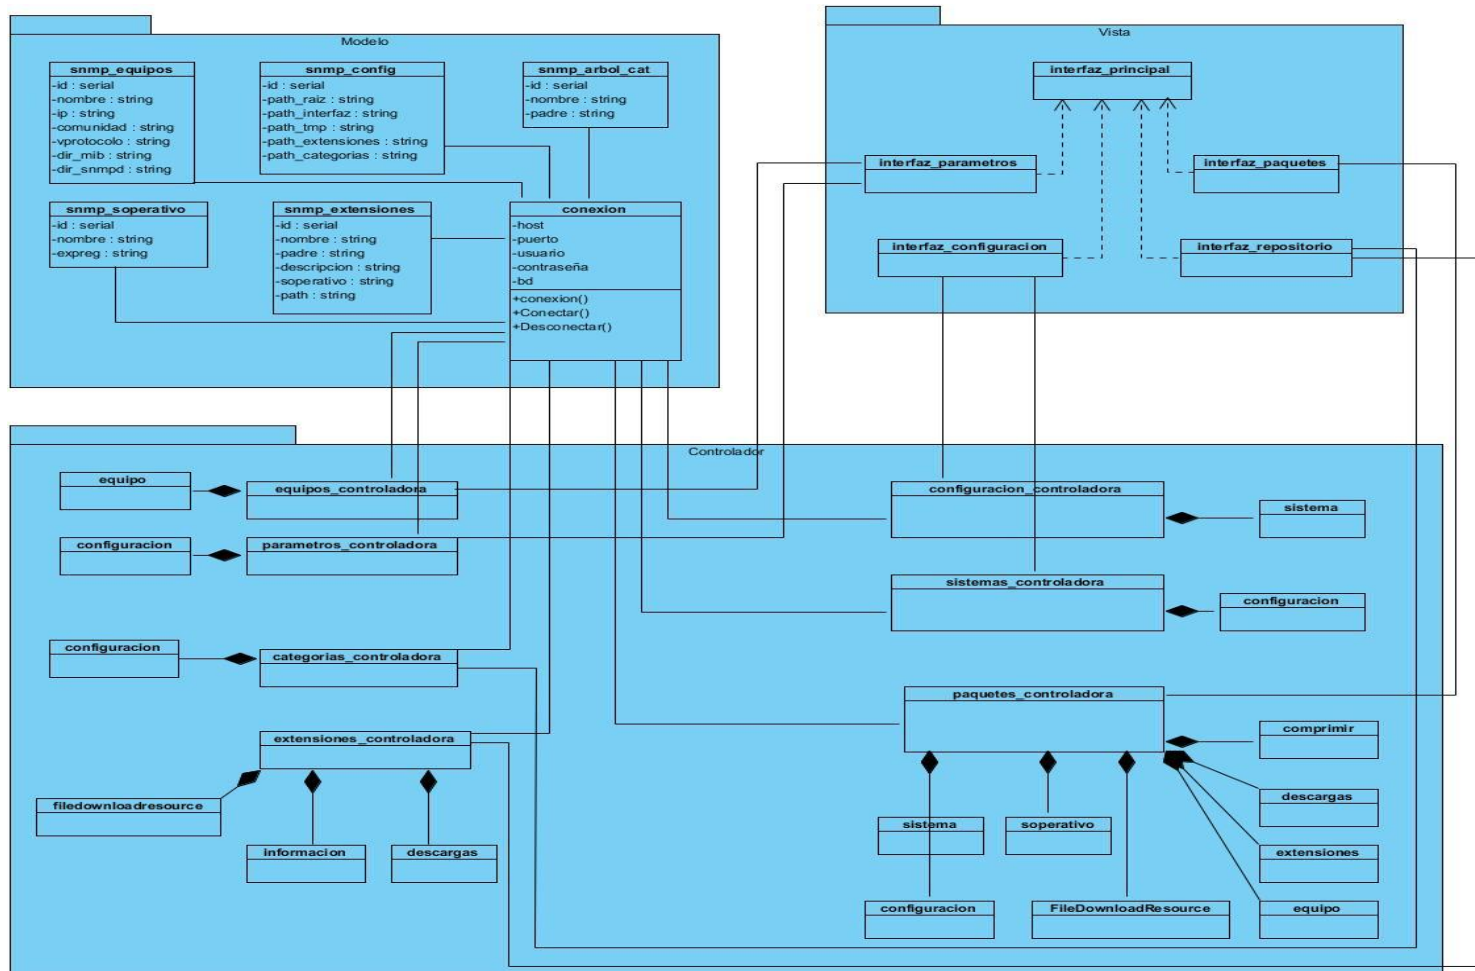 Modelo
snmp_equipos
-id : serial
-nombre : string
-ip : string
-comunidad : string
-vprotocolo : string
-dir_mib : string
-dir_snmpd : string
snmp_config
-id : serial
-path_raiz : string
-path_interfaz : string
-path_tmp : string
-path_extensiones : string
-path_categorias : string
snmp_arbol_cat
-id : serial
-nombre : string
-padre : string
snmp_soperativo
-id : serial
-nombre : string
-expreg : string
snmp_extensiones
-id : serial
-nombre : string
-padre : string
-descripcion : string
-soperativo : string
-path : string
conexion
-host
-puerto
-usuario
-contraseña
-bd
+conexion()
+Conectar()
+Desconectar()
Vista
interfaz_principal
interfaz_parametros
interfaz_paquetes
interfaz_configuracion
interfaz_repositorio
Controlador
equipo
equipos_controladora
configuracion
parametros_controladora
configuracion
categorias_controladora
extensiones_controladora
filedownloadresource
informacion
descargas
configuracion_controladora
sistema
sistemas_controladora
configuracion
paquetes_controladora
comprimir
descargas
sistema
soperativo
extensiones
configuracion
FileDownloadResource
equipo